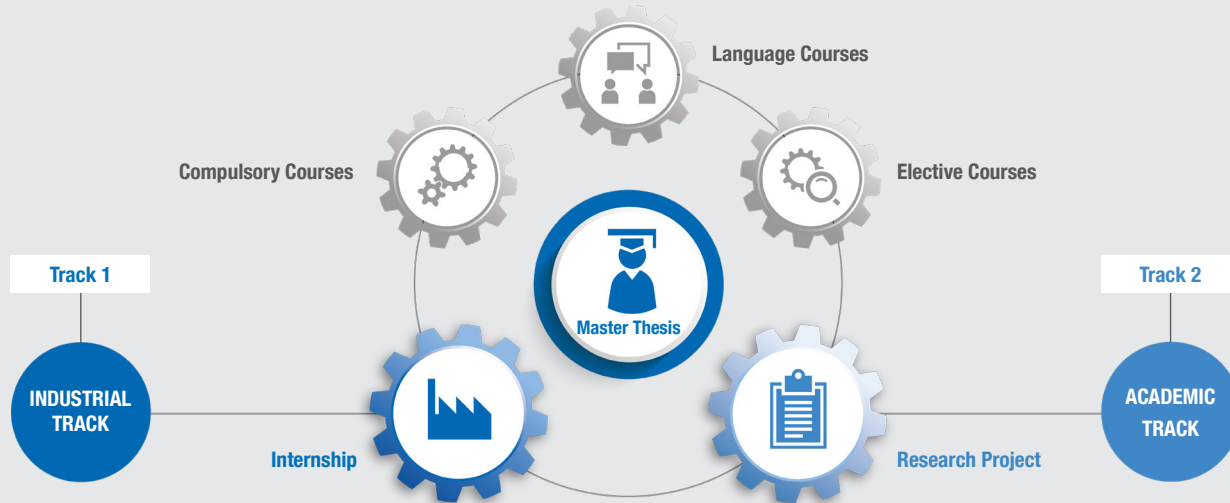 Language Courses
Compulsory Courses
Elective Courses
Track 1
Track 2
Master Thesis
INDUSTRIAL
TRACK
ACADEMIC
TRACK
Internship
Research Project